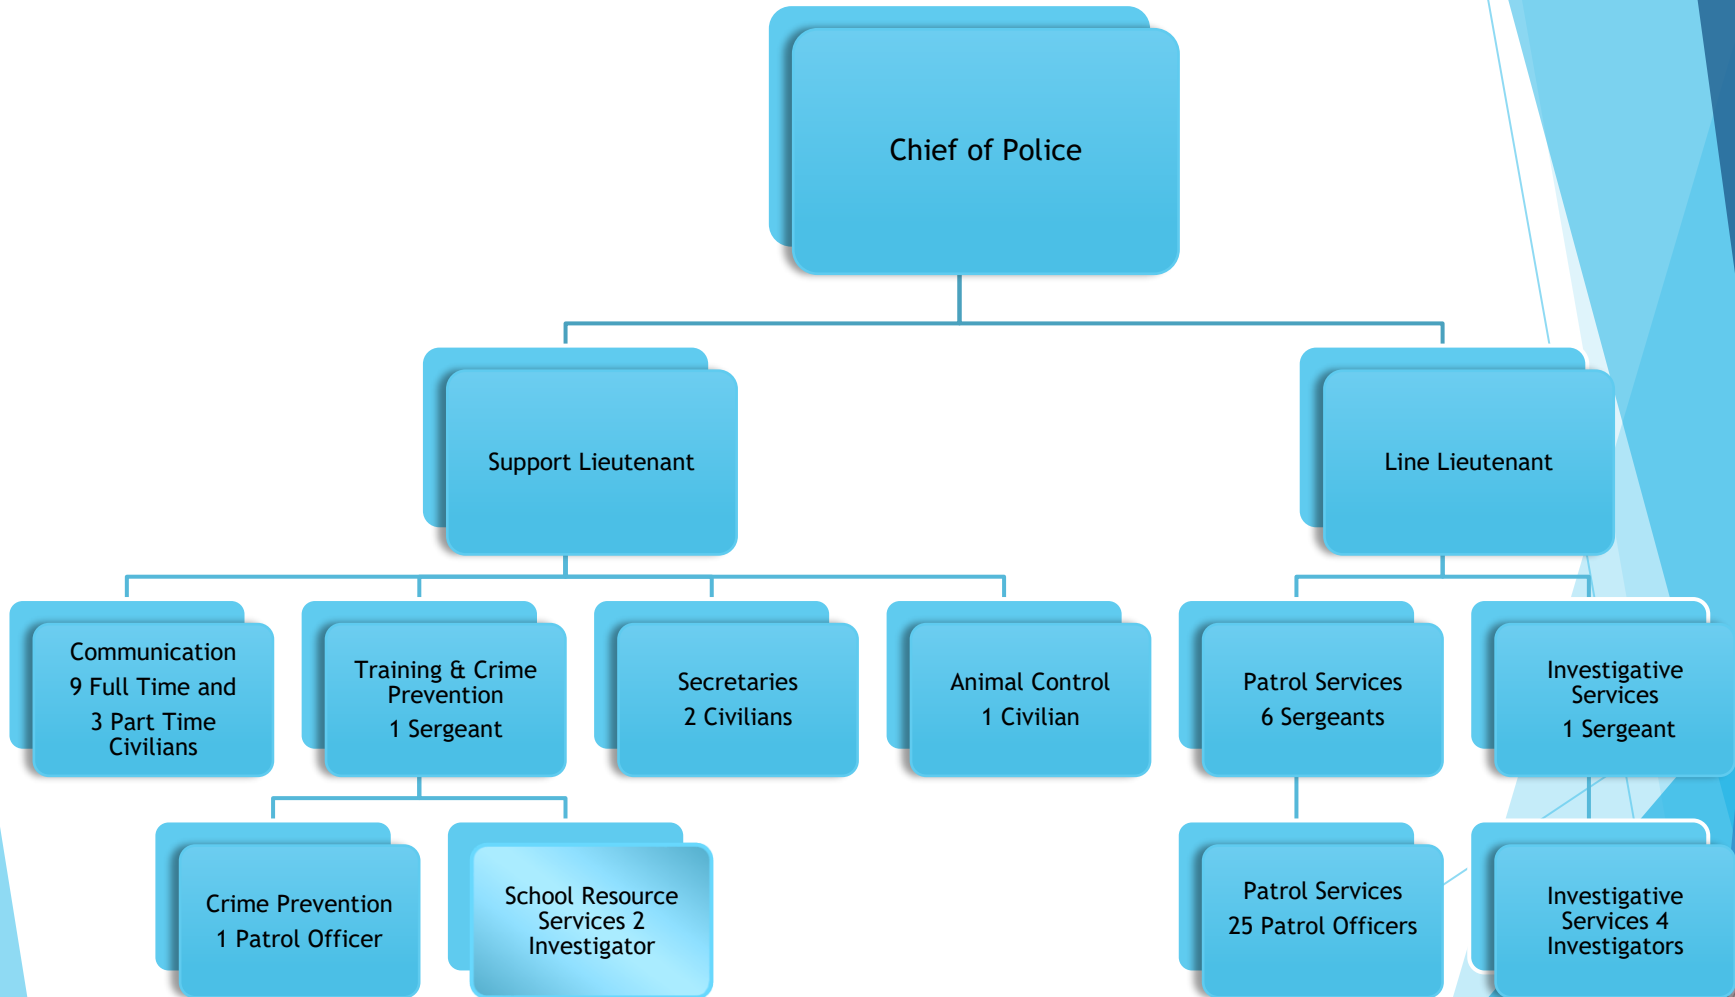 Chief of Police
Support Lieutenant
Line Lieutenant
Communication
9 Full Time and
3 Part Time
Civilians
Training & Crime
Prevention
1 Sergeant
Secretaries
2 Civilians
Animal Control
1 Civilian
Patrol Services
6 Sergeants
Investigative
Services
1 Sergeant
Crime Prevention
1 Patrol Officer
School Resource
Services 2
Investigator
Patrol Services
25 Patrol Officers
Investigative
Services 4
Investigators